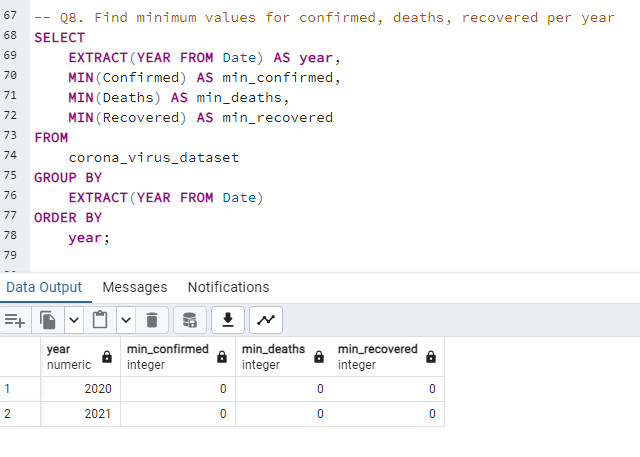 67 -- Q8. Find minimum values for confirmed, deaths, recovered per year
68 SELECT
69 EXTRACT(YEAR FROM Date) AS year,
70 MIN(Confirmed) AS min_confirmed,
71 MIN(Deaths) AS min_deaths,
72 MIN(Recovered) AS min_recovered
73 FROM
74 corona_virus_dataset
75 GROUP BY
76 EXTRACT(YEAR FROM Date)
77 ORDER BY
78 year;
79
Data Output Messages Notifications
year min_confirmed min_deaths min_recovered
numeric integer integer integer
1 2020 0 0 0
2 2021 0 0 0